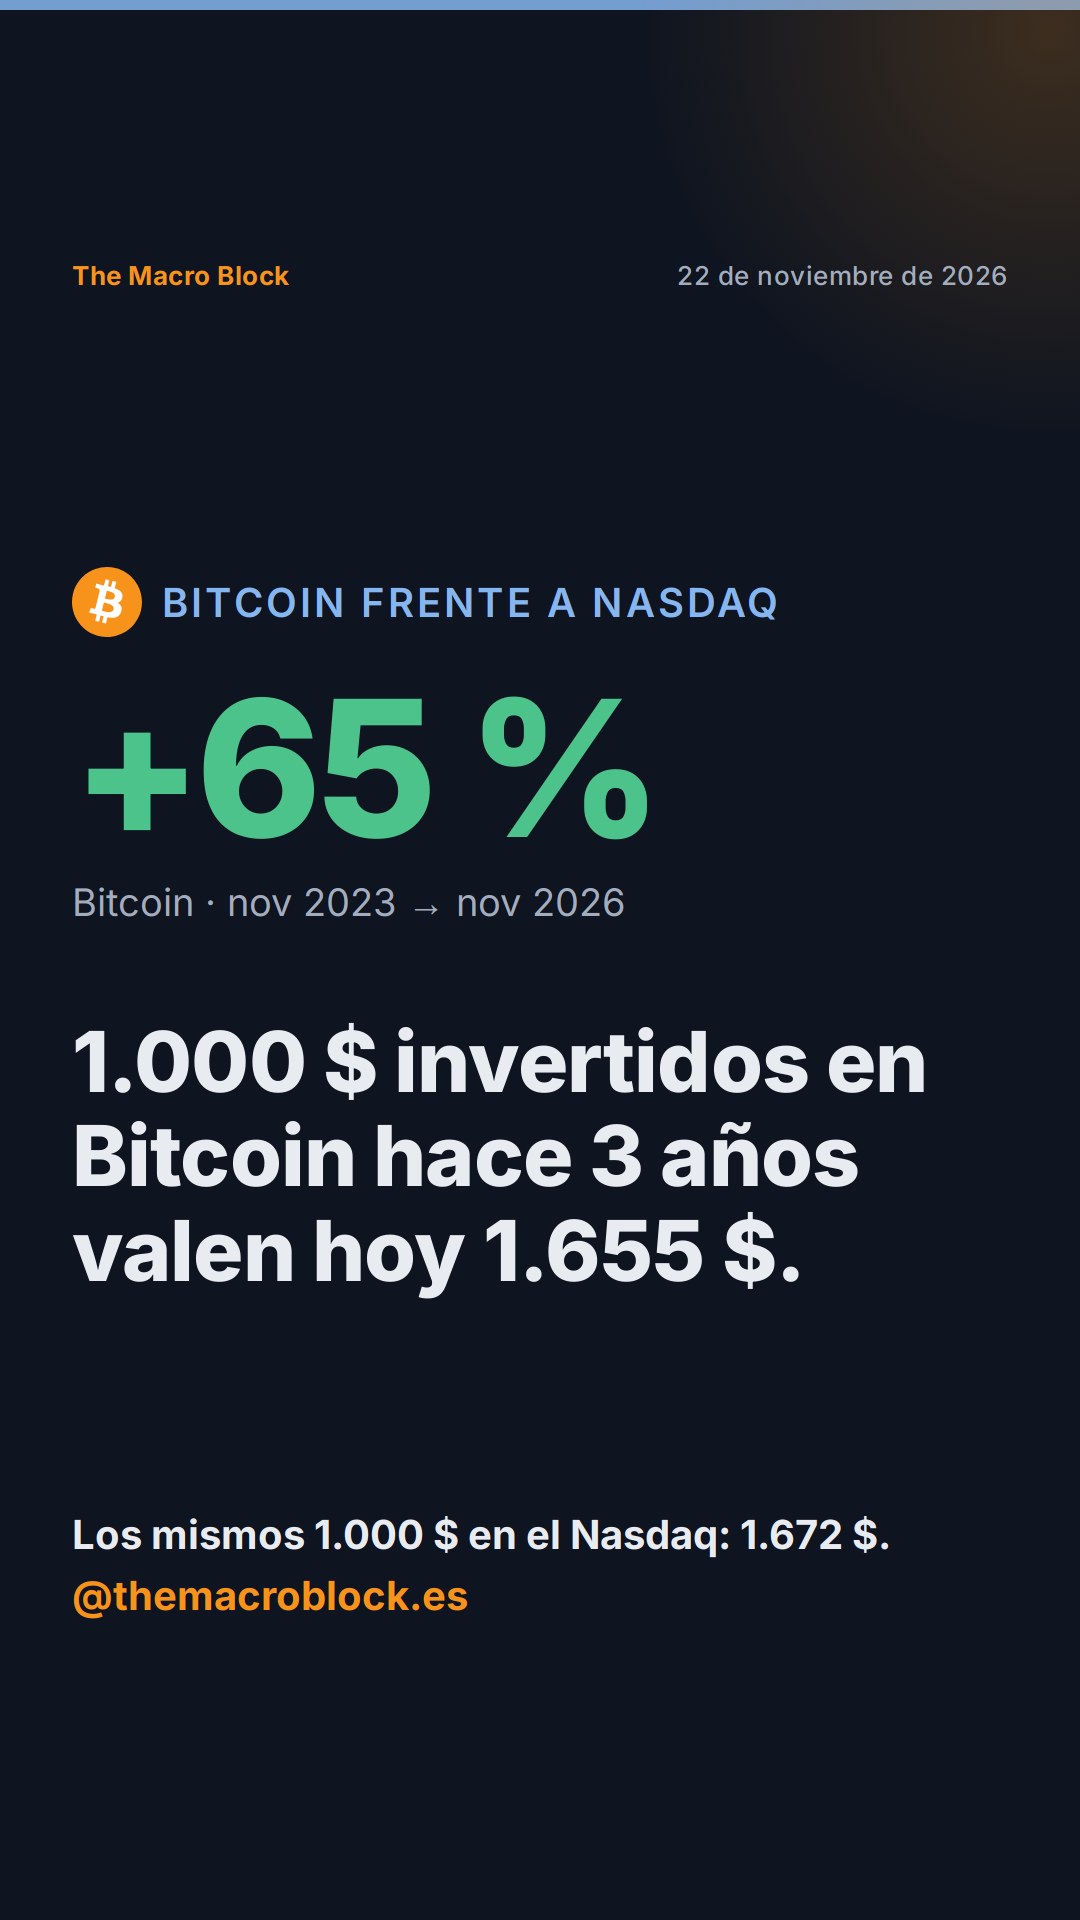 The Macro Block
22 de noviembre de 2026
BITCOIN FRENTE A NASDAQ
+65 %
Bitcoin · nov 2023 → nov 2026
1.000 $ invertidos en
Bitcoin hace 3 años
valen hoy 1.655 $.
Los mismos 1.000 $ en el Nasdaq: 1.672 $.
@themacroblock.es